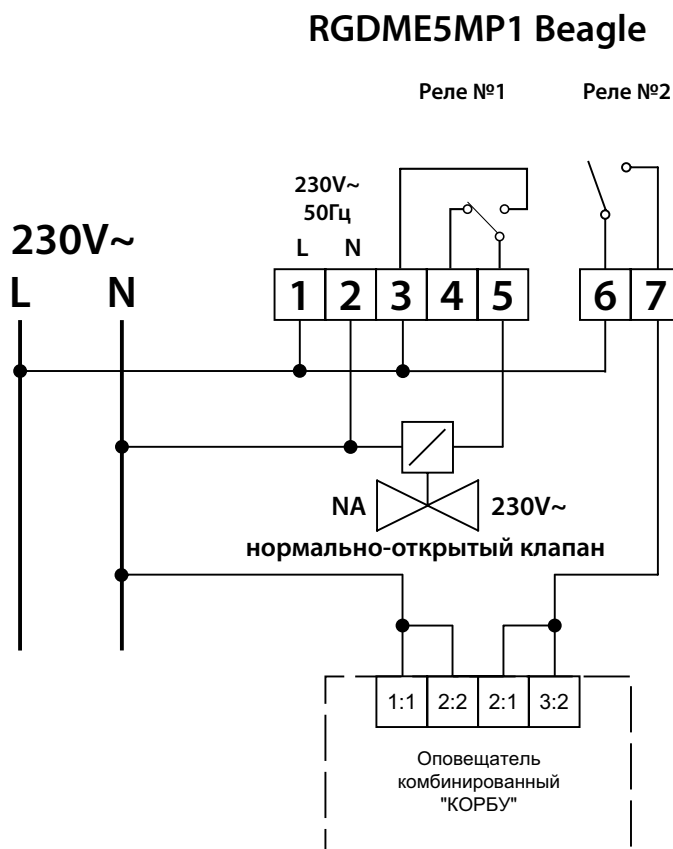 RGDME5MP1 Beagle
Реле №1 Реле №2
230V~
50Гц
L N
230V~
L N
1 2 3 4 5 6 7
NA 230V~
нормально-открытый клапан
1:1 2:2 2:1 3:2
Оповещатель
комбинированный
"КОРБУ"